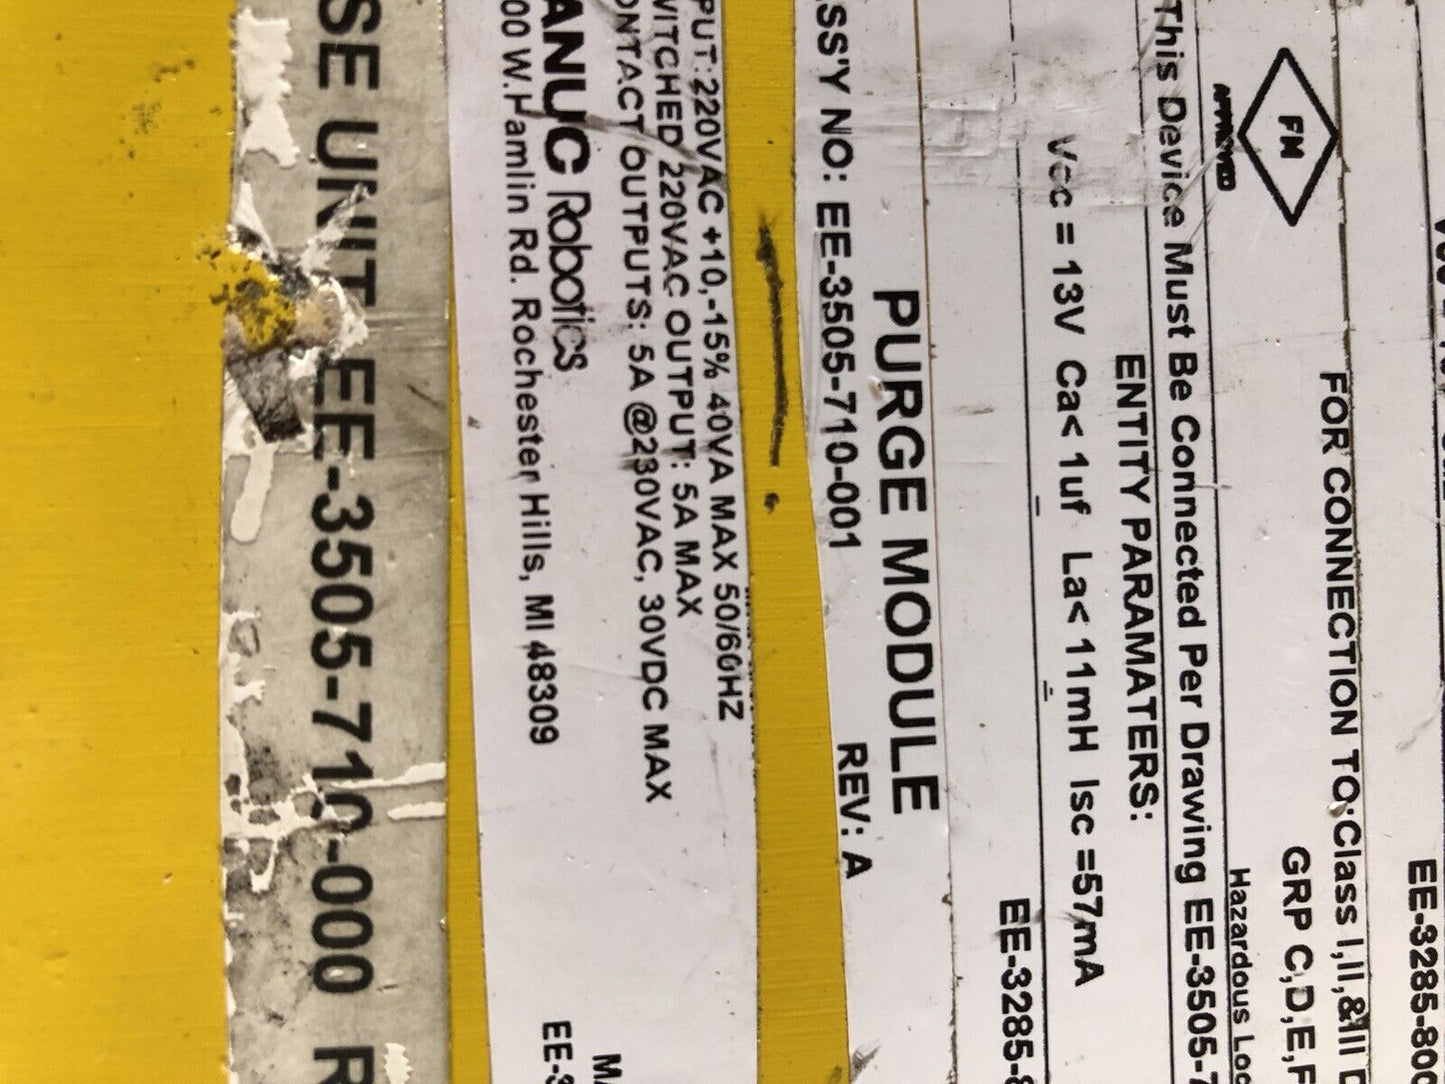 EE-3285-800
FOR CONNECTION TO:Class I,II,&III D
GRP C,D,E,F
FM
APPROVED
Hazardous Loc
This Device Must Be Connected Per Drawing EE-3505-7
ENTITY PARAMATERS:
Voc = 13V Ca< 1uf La< 11mH Isc =57mA
EE-3285-8
PURGE MODULE
SS'Y NO: EE-3505-710-001 REV: A
PUT:220VAC +10,-15% 40VA MAX 50/60HZ
WITCHED 220VAC OUTPUT: 5A MAX
ONTACT OUTPUTS: 5A @230VAC, 30VDC MAX
MA
ANUC Robotics
00 W.Hamlin Rd. Rochester Hills, MI 48309
EE-3
SE UNIT EE-3505-710-000 R